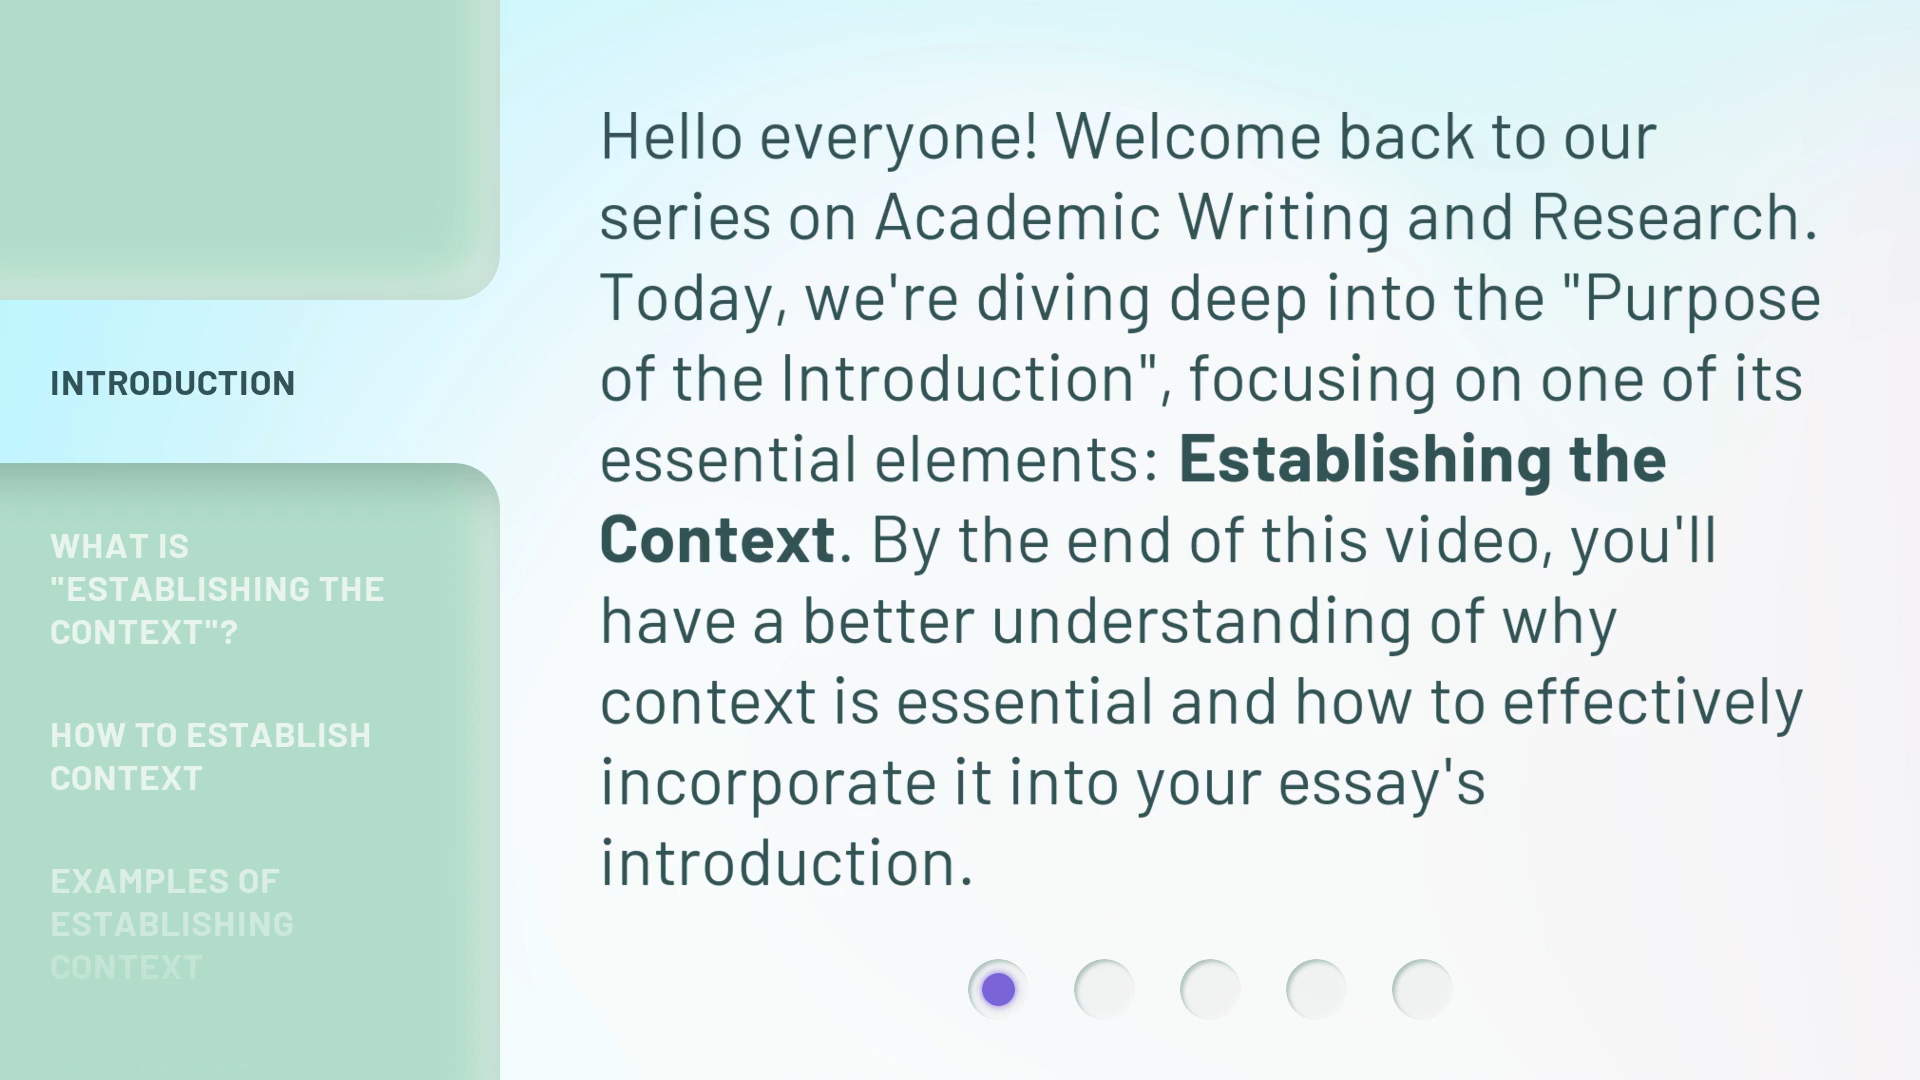 INTRODUCTION
WHAT IS
"ESTABLISHING THE
CONTEXT"?
HOW TO ESTABLISH
CONTEXT
EXAMPLES OF
ESTABLISHING
CONTEXT
Hello everyone! Welcome back to our
series on Academic Writing and Research.
Today, we're diving deep into the "Purpose
of the Introduction", focusing on one of its
essential elements: Establishing the
Context. By the end of this video, you'll
have a better understanding of why
context is essential and how to effectively
incorporate it into your essay's
introduction.